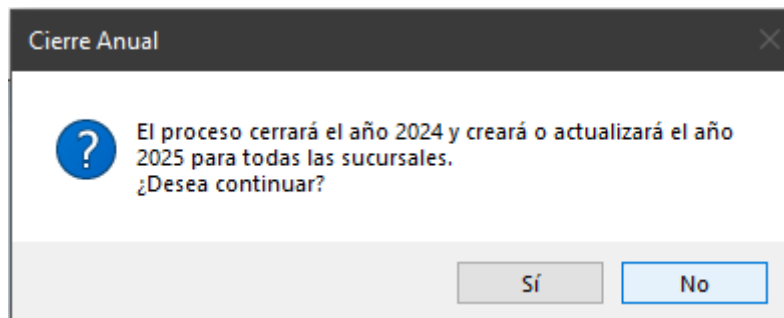 Cierre Anual
El proceso cerrará el año 2024 y creará o actualizará el año
2025 para todas las sucursales.
¿Desea continuar?
Sí
No